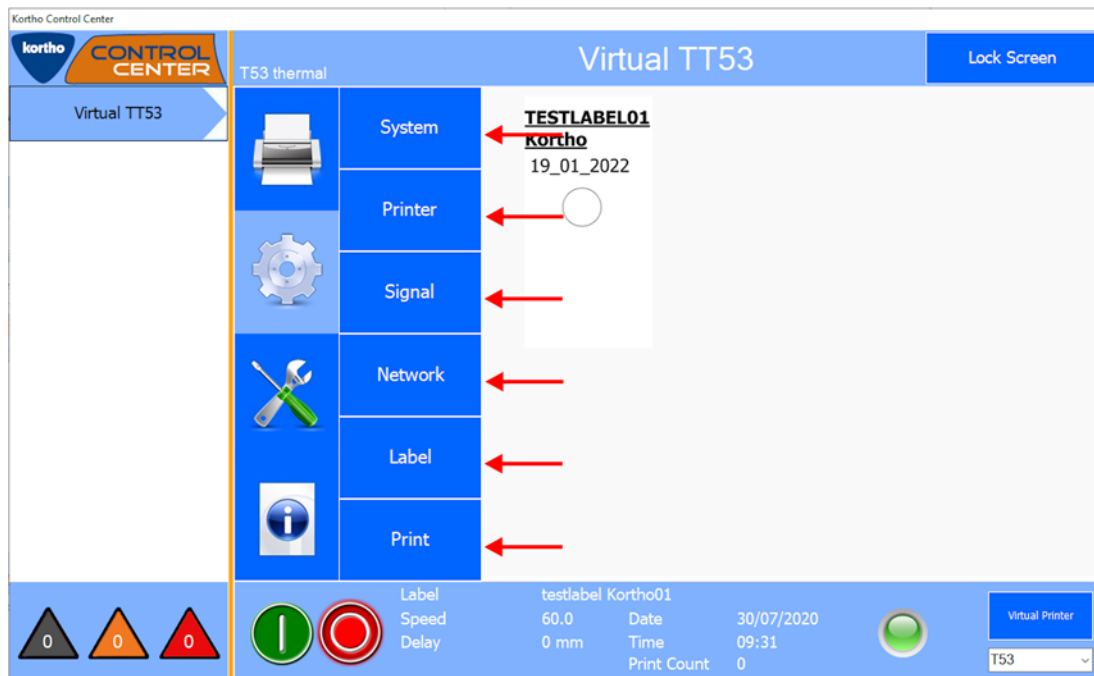 Kortho Control Center
kortho
CONTROL
CENTER
T53 thermal
Virtual TT53
Lock Screen
Virtual TT53
System
Printer
Signal
Network
Label
Print
TESTLABEL01
Kortho
19_01_2022
0
0
0
Label testlabel Kortho01
Speed 60.0 Date 30/07/2020
Delay 0 mm Time 09:31
Print Count 0
Virtual Printer
T53